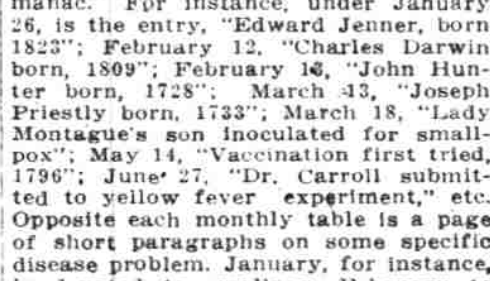 manac. For instance, under January
26, is the entry, "Edward Jenner, born
1823"; February 12, "Charles Darwin
born, 1809"; February 13, "John Hun-
ter born, 1728"; March 13, "Joseph
Priestly born, 1733"; March 18, "Lady
Montague's son inoculated for small-
pox"; May 14, "Vaccination first tried,
1796"; June 27, "Dr. Carroll submit-
ted to yellow fever experiment," etc.
Opposite each monthly table is a page
of short paragraphs on some specific
disease problem. January, for instance,